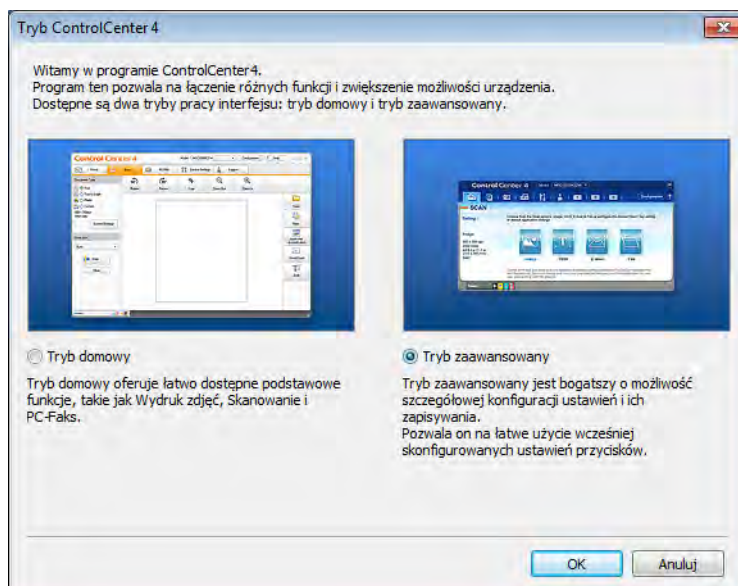 Tryb ControlCenter4
Witamy w programie ControlCenter4.
Program ten pozwala na łączenie różnych funkcji i zwiększenie możliwości urządzenia.
Dostępne są dwa tryby pracy interfejsu: tryb domowy i tryb zaawansowany.
Control Center 4
Control Center 4
SCAN
Tryb domowy
Tryb domowy oferuje łatwo dostępne podstawowe
funkcje, takie jak Wydruk zdjęć, Skanowanie i
PC-Faks.
Tryb zaawansowany
Tryb zaawansowany jest bogatszy o możliwość
szczegółowej konfiguracji ustawień i ich
zapisywania.
Pozwala on na łatwe użycie wcześniej
skonfigurowanych ustawień przycisków.
OK
Anuluj